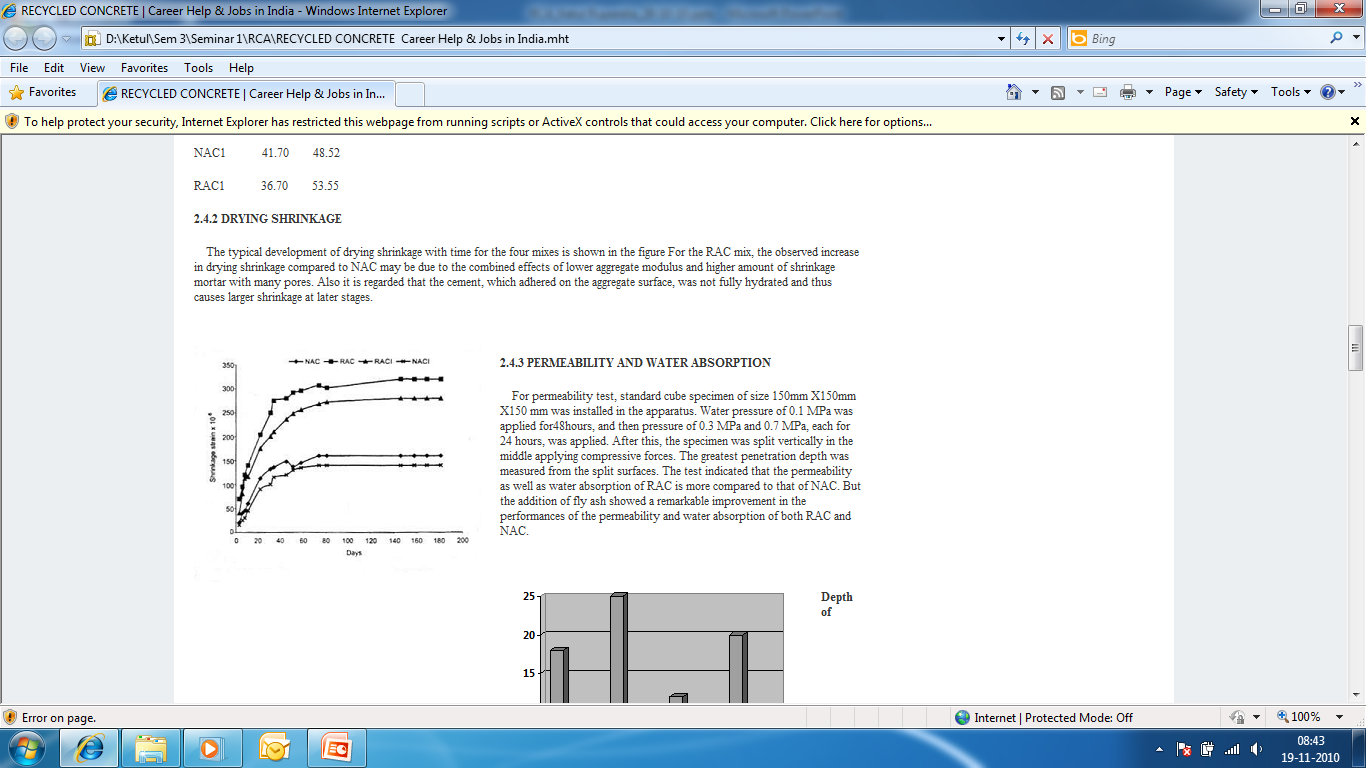 RECYCLED CONCRETE | Career Help & Jobs in India - Windows Internet Explorer
D:\Ketul\Sem 3\Seminar 1\RCA\RECYCLED CONCRETE  Career Help & Jobs in India.mht
Bing
File Edit View Favorites Tools Help
Favorites
RECYCLED CONCRETE | Career Help & Jobs in In...
Page Safety Tools
To help protect your security, Internet Explorer has restricted this webpage from running scripts or ActiveX controls that could access your computer. Click here for options...
NAC1 41.70 48.52
RAC1 36.70 53.55
2.4.2 DRYING SHRINKAGE
The typical development of drying shrinkage with time for the four mixes is shown in the figure For the RAC mix, the observed increase
in drying shrinkage compared to NAC may be due to the combined effects of lower aggregate modulus and higher amount of shrinkage
mortar with many pores. Also it is regarded that the cement, which adhered on the aggregate surface, was not fully hydrated and thus
causes larger shrinkage at later stages.
NAC RAC RACI NACI
350
300
250
200
150
100
50
0
Shrinkage strain x 10⁻⁶
0 20 40 60 80 100 120 140 160 180 200
Days
2.4.3 PERMEABILITY AND WATER ABSORPTION
For permeability test, standard cube specimen of size 150mm X150mm
X150 mm was installed in the apparatus. Water pressure of 0.1 MPa was
applied for48hours, and then pressure of 0.3 MPa and 0.7 MPa, each for
24 hours, was applied. After this, the specimen was split vertically in the
middle applying compressive forces. The greatest penetration depth was
measured from the split surfaces. The test indicated that the permeability
as well as water absorption of RAC is more compared to that of NAC. But
the addition of fly ash showed a remarkable improvement in the
performances of the permeability and water absorption of both RAC and
NAC.
25
20
15
Depth
of
Error on page.
Internet | Protected Mode: Off
100%
08:43
19-11-2010